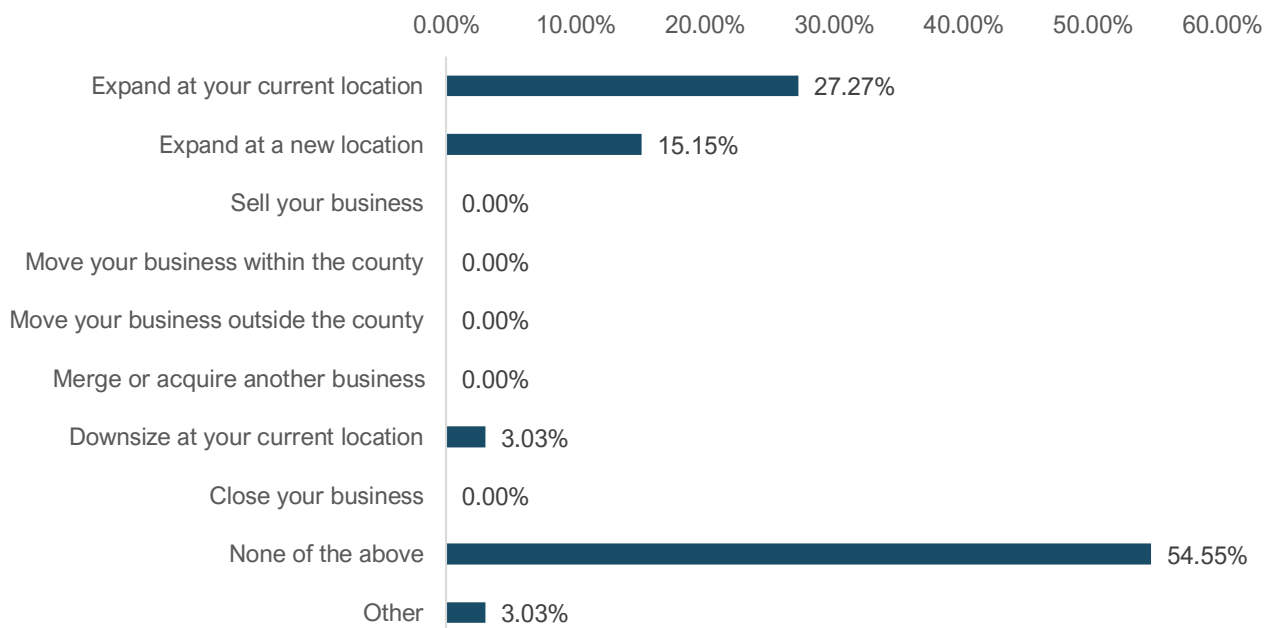 0.00% 10.00% 20.00% 30.00% 40.00% 50.00% 60.00%
Expand at your current location 27.27%
Expand at a new location 15.15%
Sell your business 0.00%
Move your business within the county 0.00%
Move your business outside the county 0.00%
Merge or acquire another business 0.00%
Downsize at your current location 3.03%
Close your business 0.00%
None of the above 54.55%
Other 3.03%